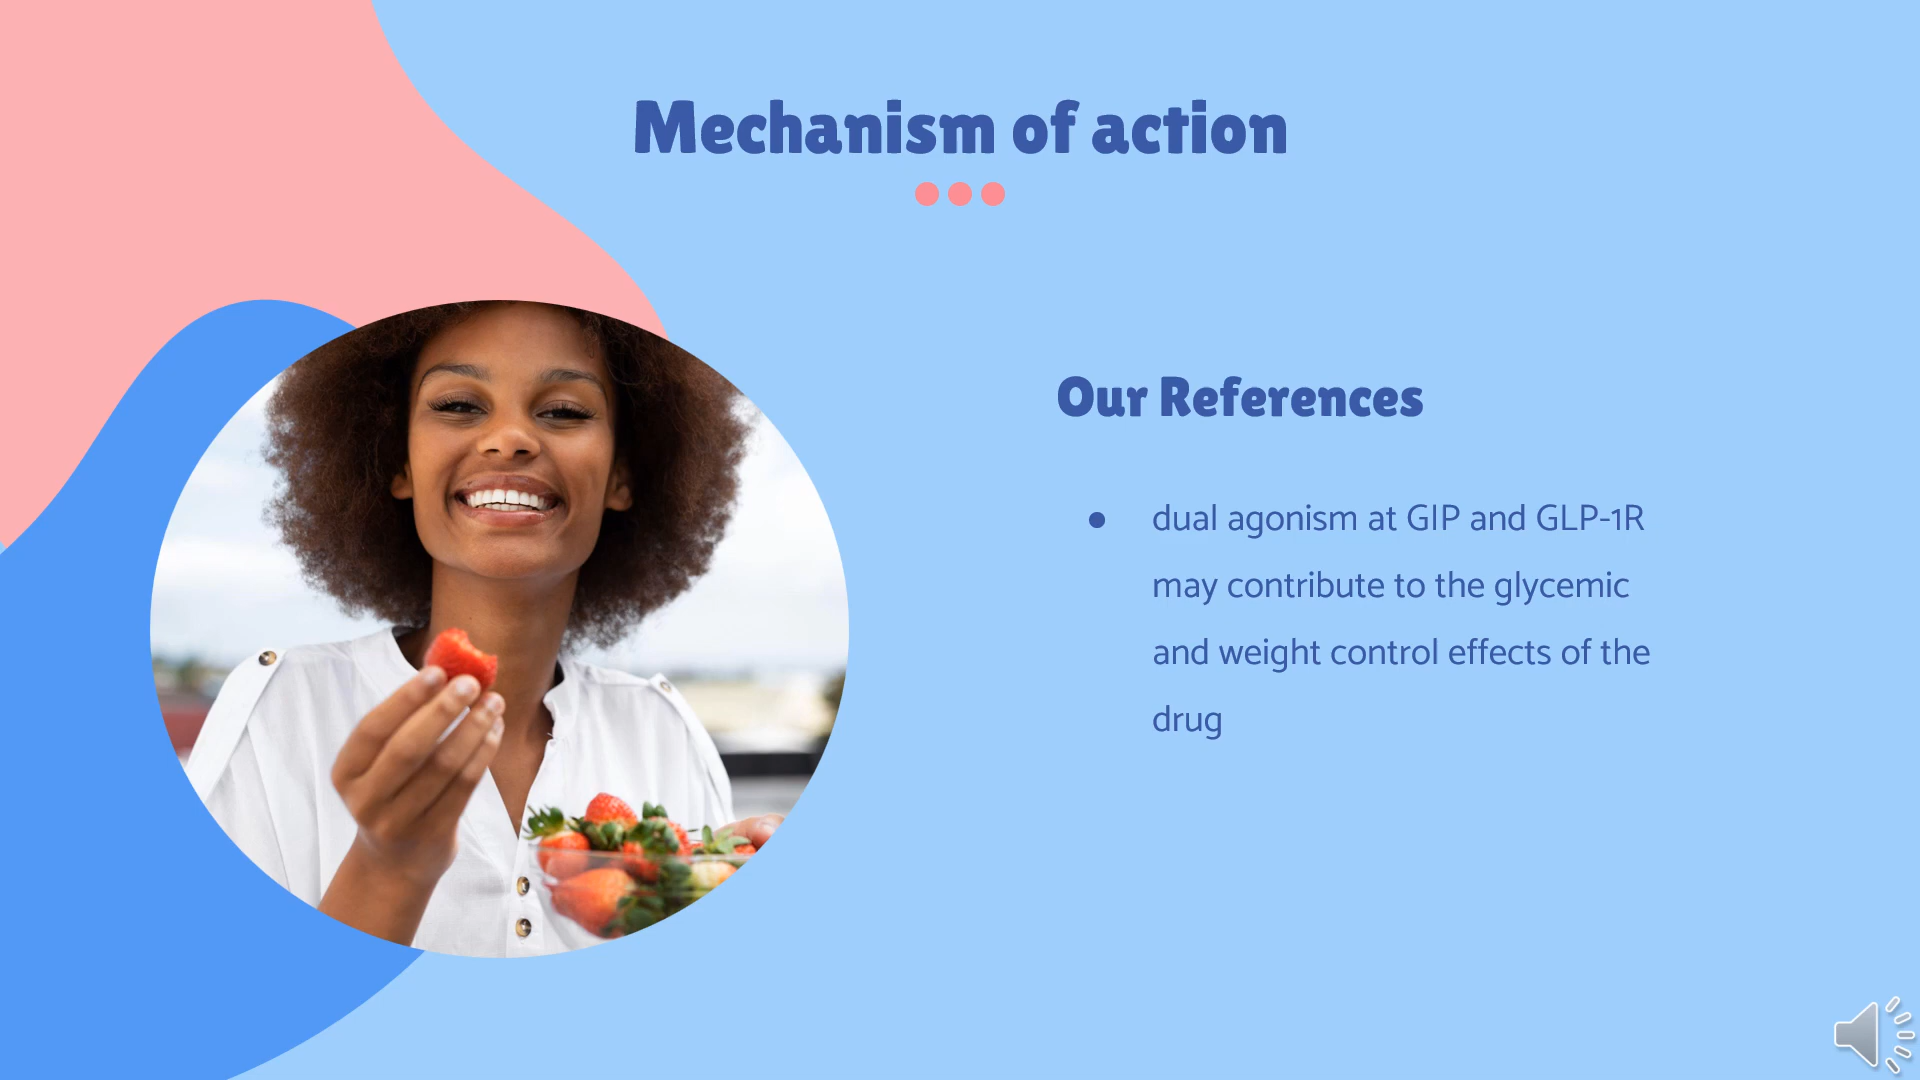 Mechanism of action
Our References
● dual agonism at GIP and GLP-1R
may contribute to the glycemic
and weight control effects of the
drug